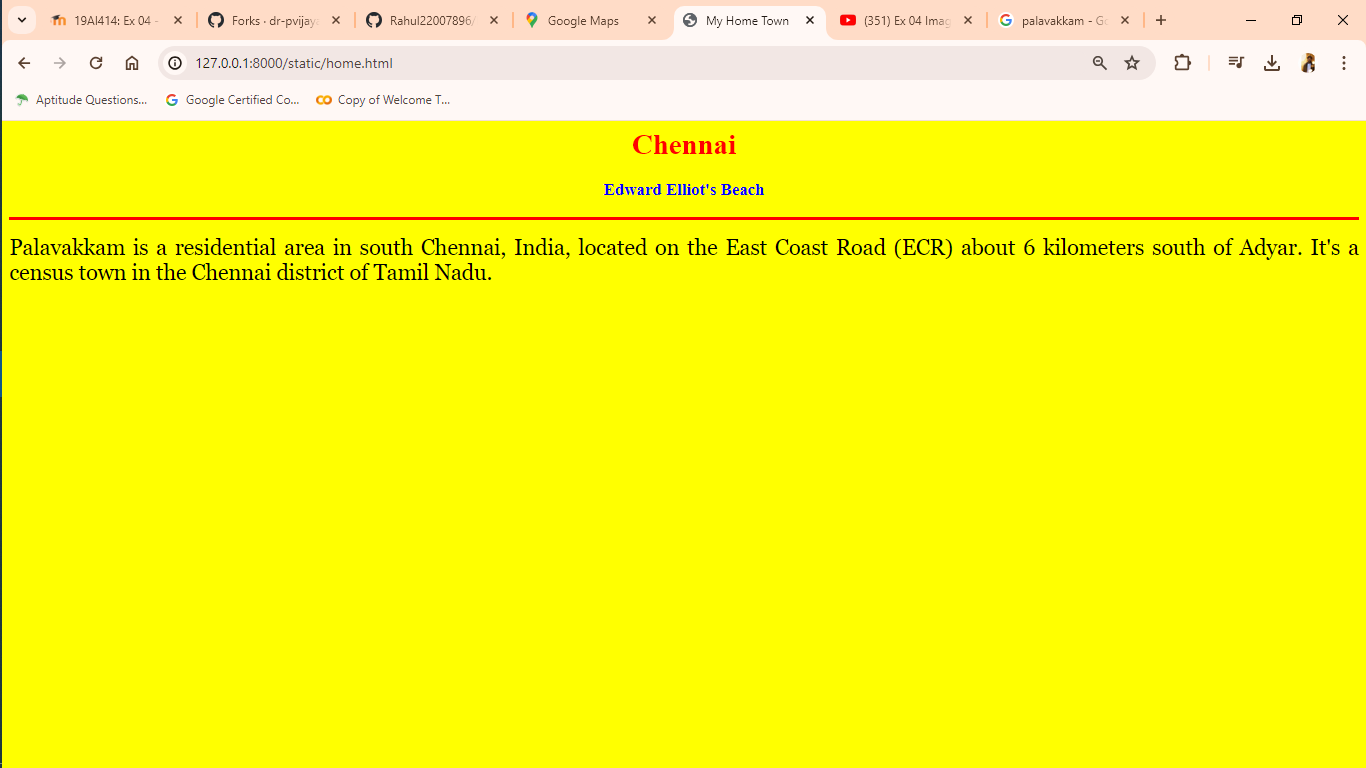 19AI414: Ex 04 -
Forks · dr-pvijaya
Rahul22007896/
Google Maps
My Home Town
(351) Ex 04 Imag
palavakkam - Go
127.0.0.1:8000/static/home.html
Aptitude Questions...
Google Certified Co...
Copy of Welcome T...
Chennai
Edward Elliot's Beach
Palavakkam is a residential area in south Chennai, India, located on the East Coast Road (ECR) about 6 kilometers south of Adyar. It's a
census town in the Chennai district of Tamil Nadu.